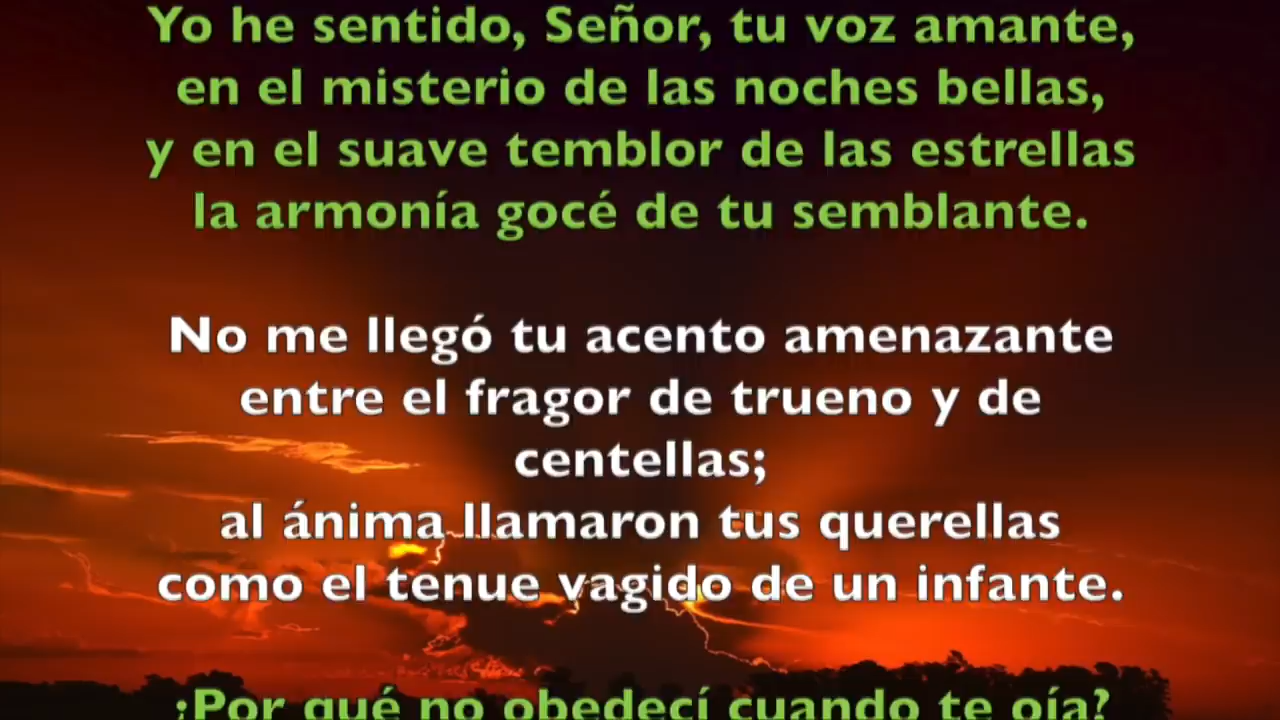 Yo he sentido, Señor, tu voz amante,
en el misterio de las noches bellas,
y en el suave temblor de las estrellas
la armonía gocé de tu semblante.
No me llegó tu acento amenazante
entre el fragor de trueno y de
centellas;
al ánima llamaron tus querellas
como el tenue vagido de un infante.
¿Por qué no obedecí cuando te oía?